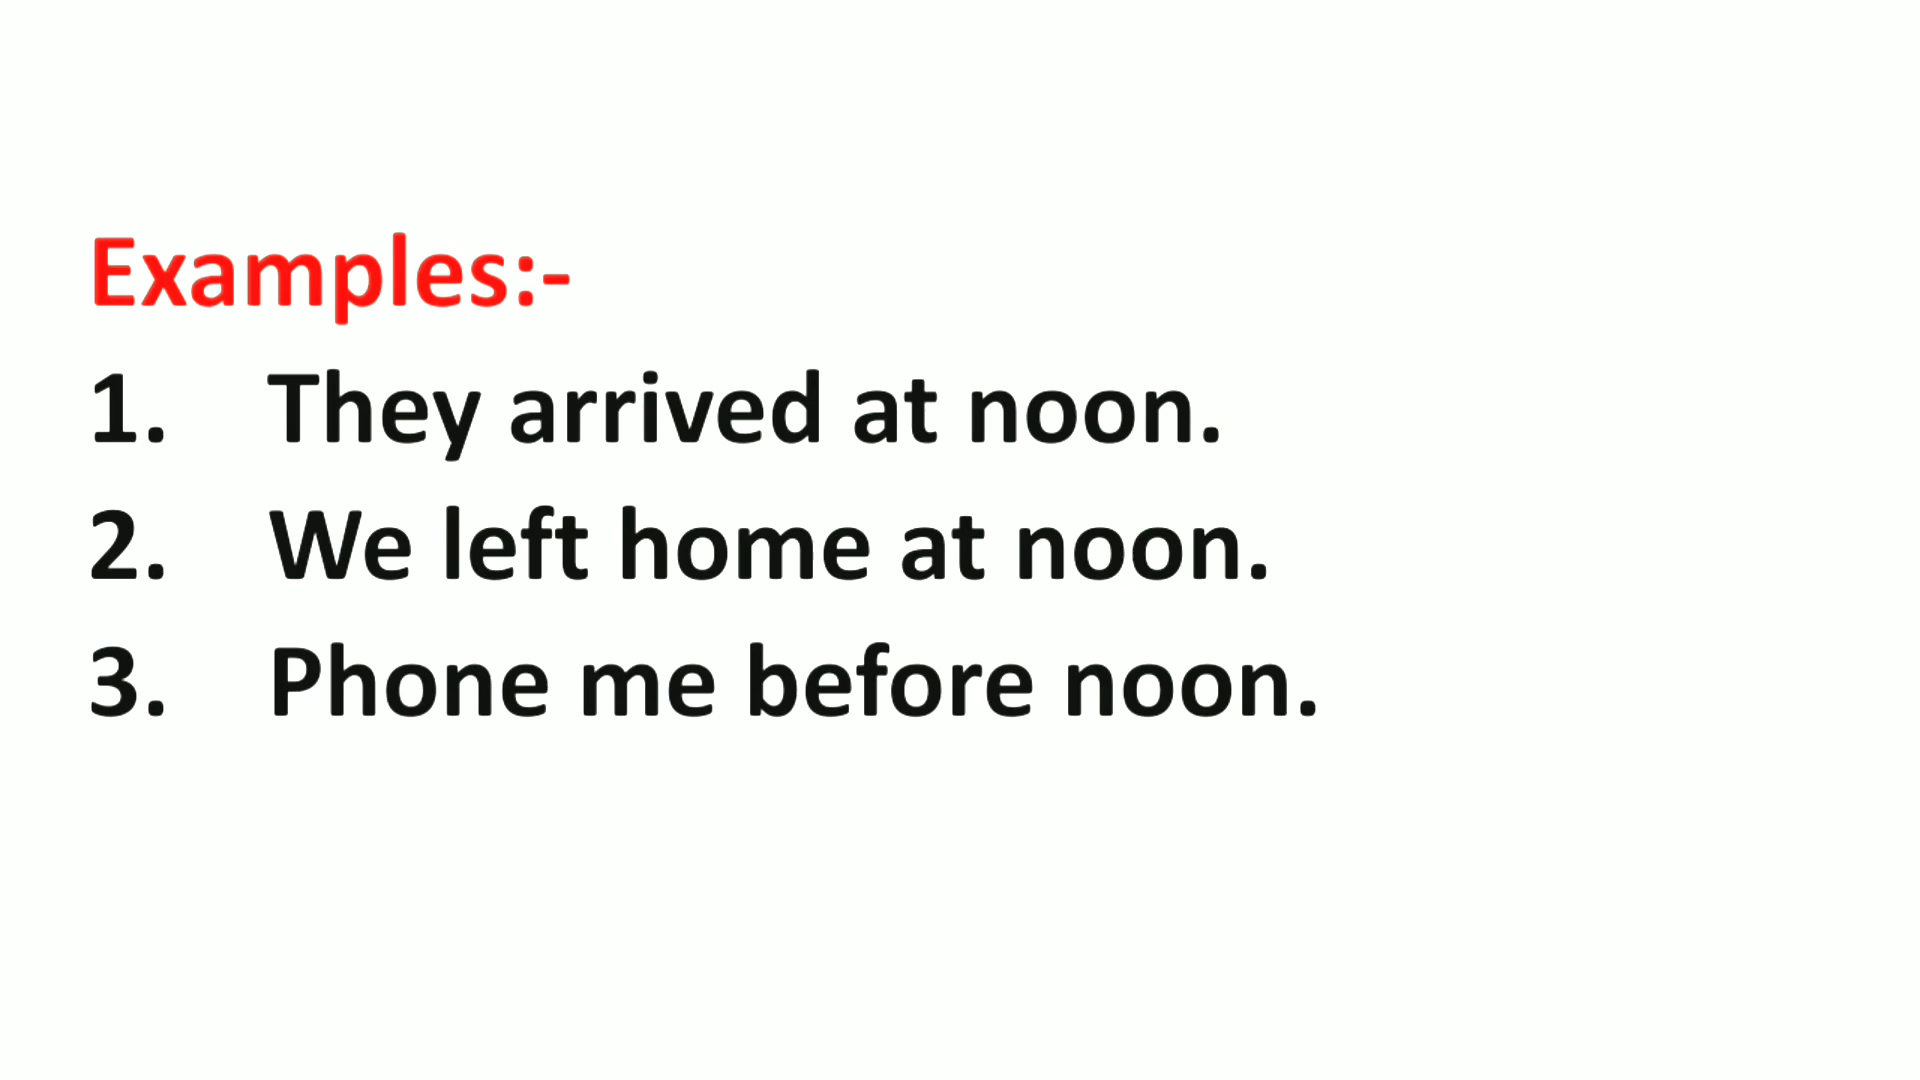 Examples:-
1. They arrived at noon.
2. We left home at noon.
3. Phone me before noon.